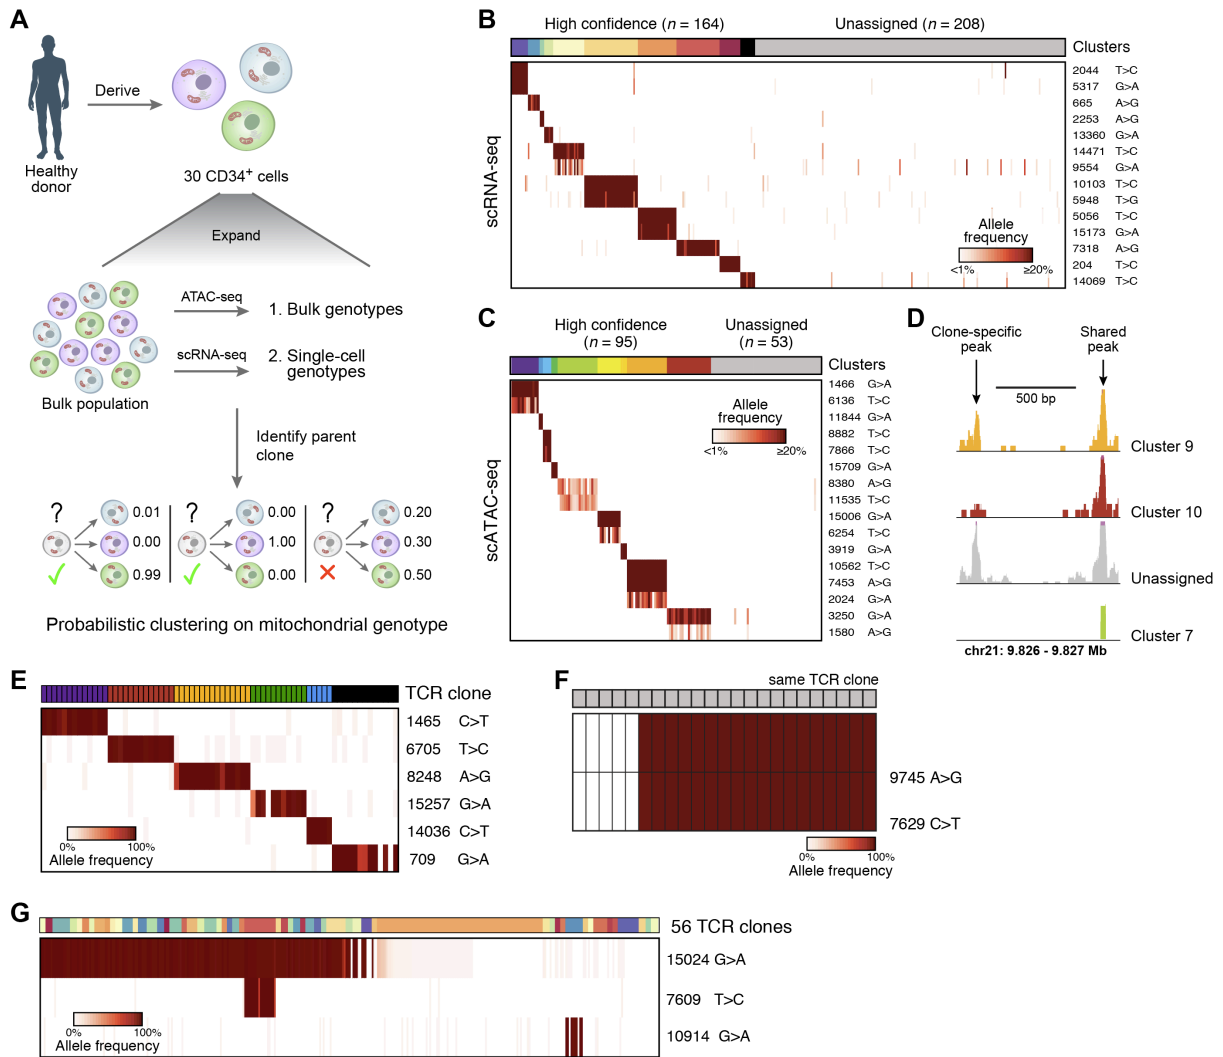 A
Healthy
donor
Derive
30 CD34+ cells
Expand
ATAC-seq
1. Bulk genotypes
scRNA-seq
2. Single-cell
genotypes
Bulk population
Identify parent
clone
?
0.01
0.00
0.99
?
0.00
1.00
0.00
?
0.20
0.30
0.50
Probabilistic clustering on mitochondrial genotype
B
High confidence (n = 164)
Unassigned (n = 208)
Clusters
scRNA-seq
2044 T>C
5317 G>A
665 A>G
2253 A>G
13360 G>A
14471 T>C
9554 G>A
10103 T>C
5948 T>G
5056 T>C
15173 G>A
7318 A>G
204 T>C
14069 T>C
Allele
frequency
<1% ≥20%
C
High confidence
(n = 95)
Unassigned
(n = 53)
Clusters
scATAC-seq
1466 G>A
6136 T>C
11844 G>A
8882 T>C
7866 T>C
15709 G>A
8380 A>G
11535 T>C
15006 G>A
6254 T>C
3919 G>A
10562 T>C
7453 A>G
2024 G>A
3250 G>A
1580 A>G
Allele
frequency
<1% ≥20%
D
Clone-specific
peak
Shared
peak
500 bp
Cluster 9
Cluster 10
Unassigned
Cluster 7
chr21: 9.826 - 9.827 Mb
E
TCR clone
1465 C>T
6705 T>C
8248 A>G
15257 G>A
14036 C>T
709 G>A
0% 100%
Allele frequency
F
same TCR clone
9745 A>G
7629 C>T
0% 100%
Allele frequency
G
56 TCR clones
15024 G>A
7609 T>C
10914 G>A
0% 100%
Allele frequency